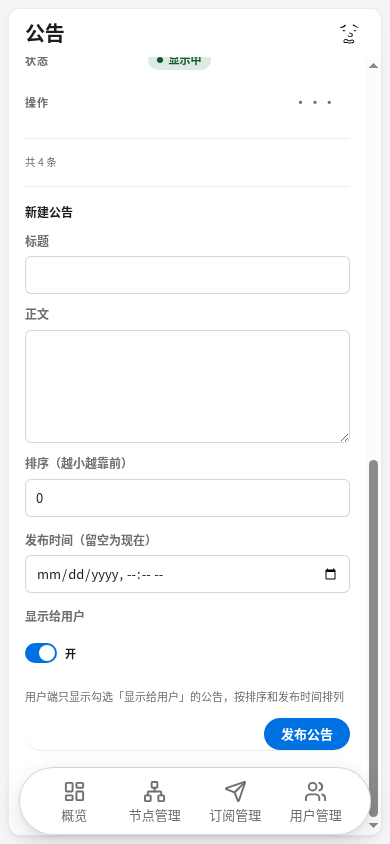 公告
状态
显示中
操作
共 4 条
新建公告
标题
正文
排序（越小越靠前）
0
发布时间（留空为现在）
mm/dd/yyyy, --:-- --
显示给用户
开
用户端只显示勾选「显示给用户」的公告，按排序和发布时间排列
发布公告
概览
节点管理
订阅管理
用户管理